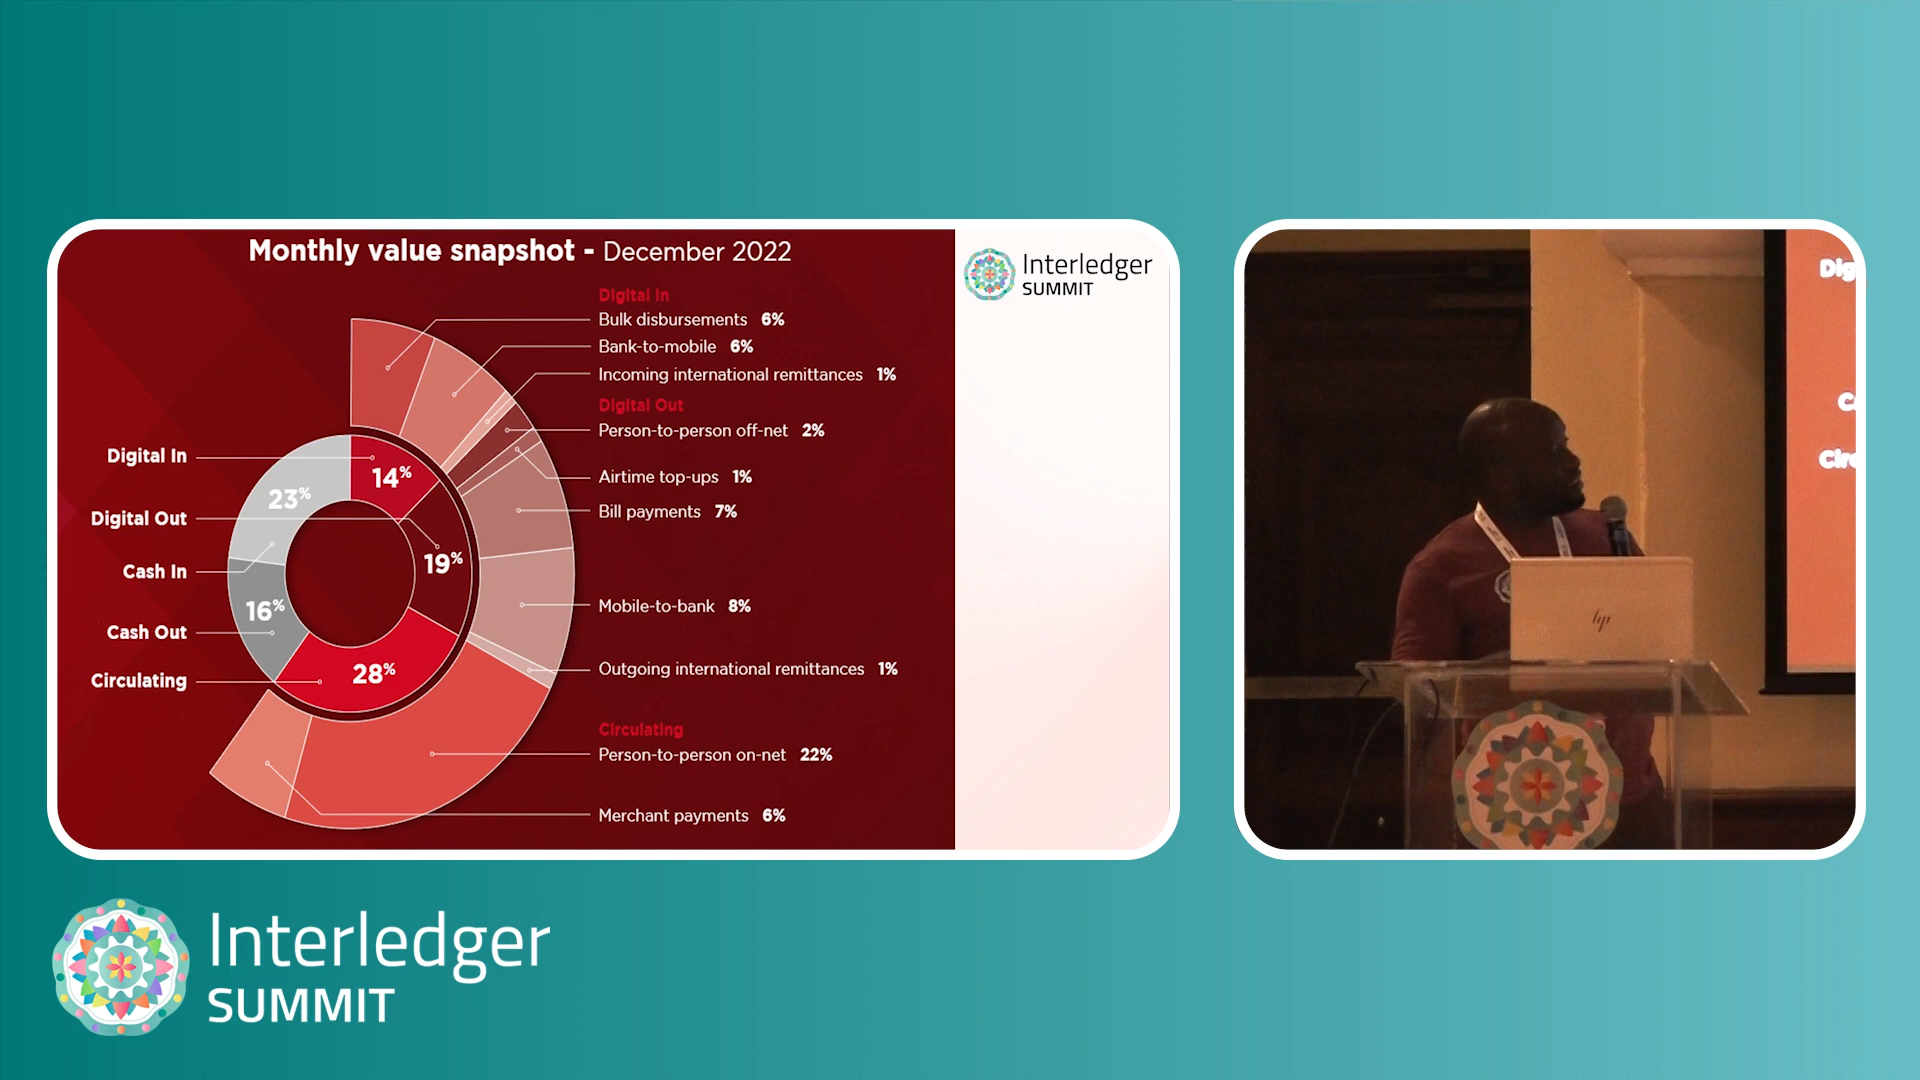 Monthly value snapshot - December 2022
Digital In
Bulk disbursements 6%
Bank-to-mobile 6%
Incoming international remittances 1%
Digital Out
Person-to-person off-net 2%
Airtime top-ups 1%
Bill payments 7%
Mobile-to-bank 8%
Outgoing international remittances 1%
Circulating
Person-to-person on-net 22%
Merchant payments 6%
Digital In
Digital Out
Cash In
Cash Out
Circulating
14%
23%
19%
16%
28%
Interledger
SUMMIT
Dig
C
Circ
hp
Interledger
SUMMIT